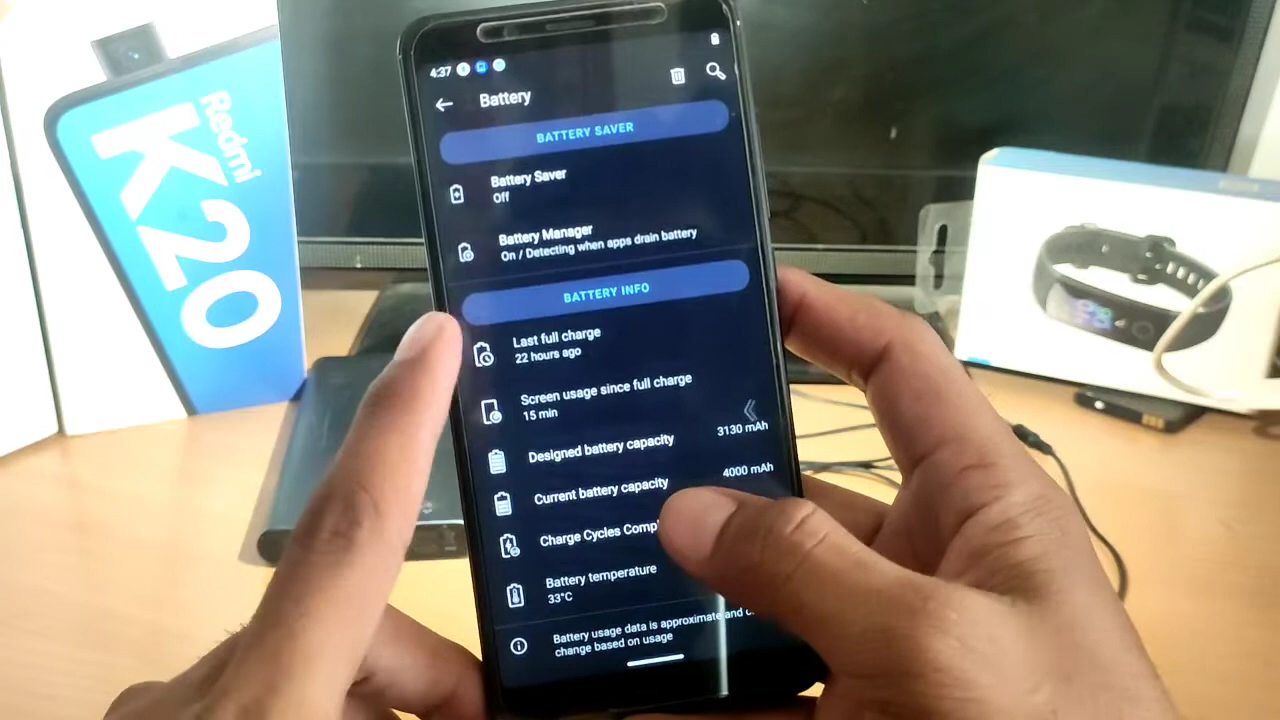 Redmi
K20
4:37
Battery
BATTERY SAVER
Battery Saver
Off
Battery Manager
On / Detecting when apps drain battery
BATTERY INFO
Last full charge
22 hours ago
Screen usage since full charge
15 min
Designed battery capacity
3130 mAh
Current battery capacity
4000 mAh
Charge Cycles
Battery temperature
33°C
Battery usage data is approximate and
change based on usage